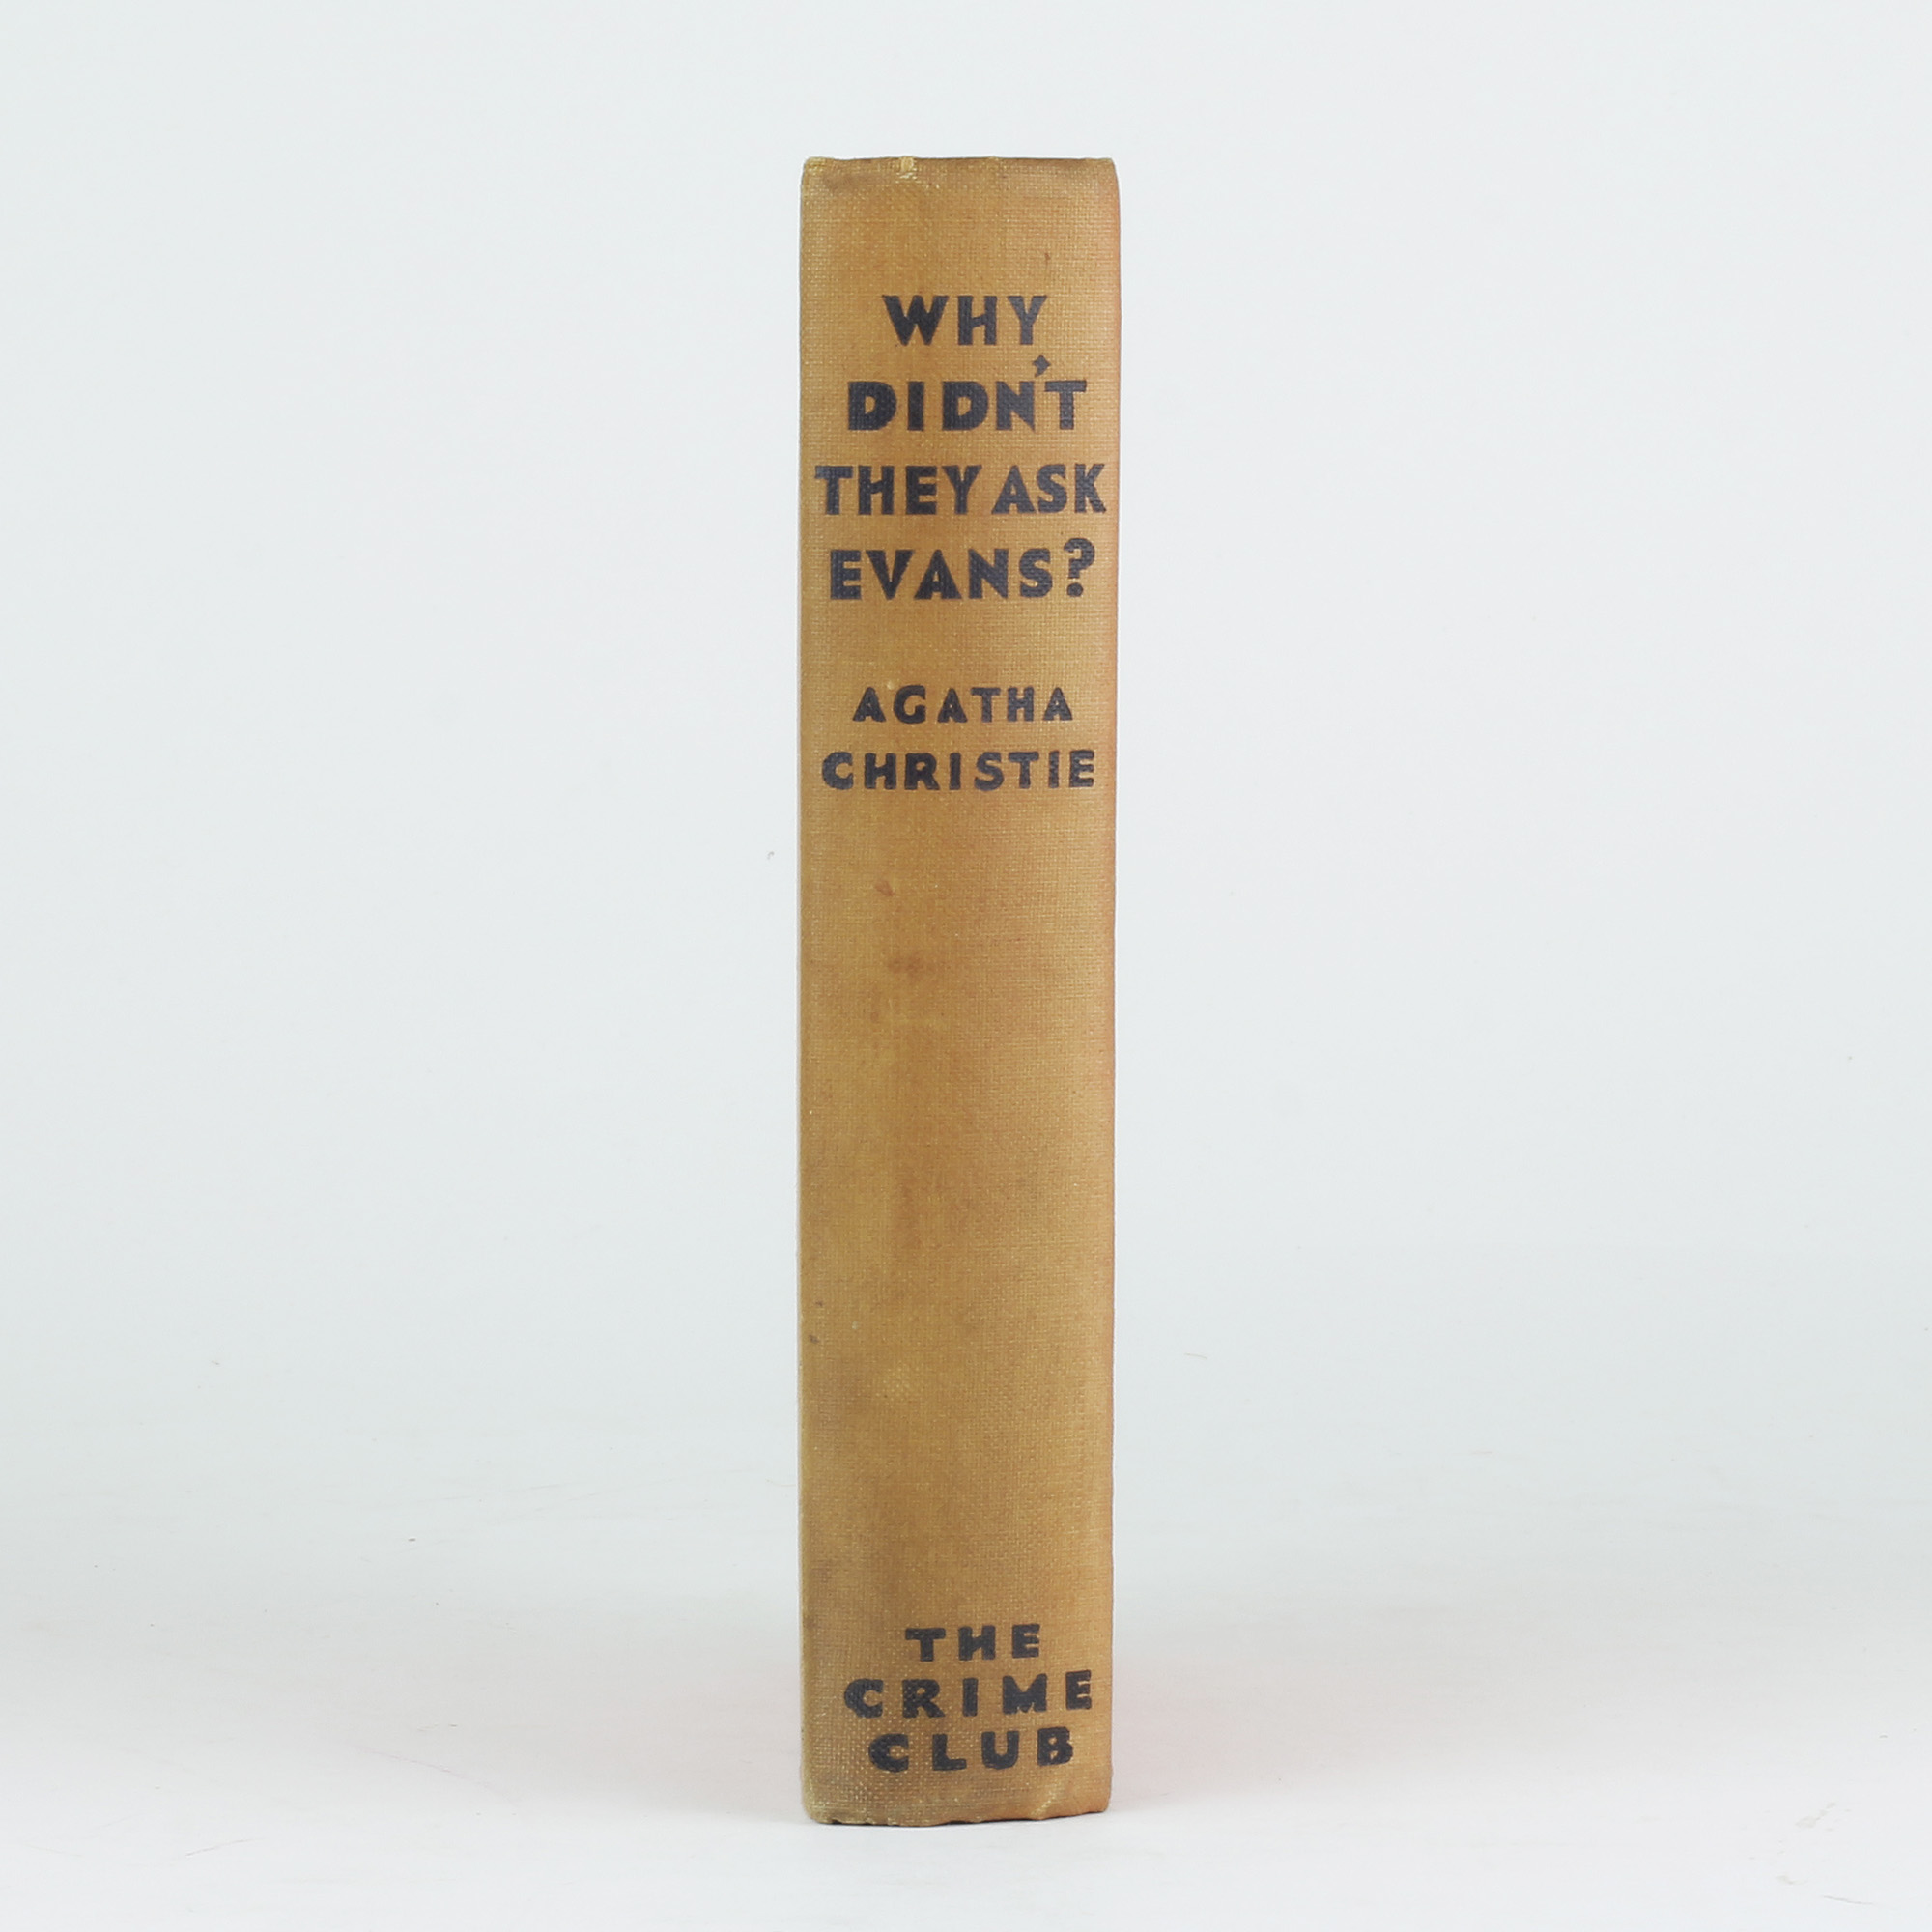 WHY
DIDN'T
THEY ASK
EVANS?
AGATHA
CHRISTIE
THE
CRIME
CLUB